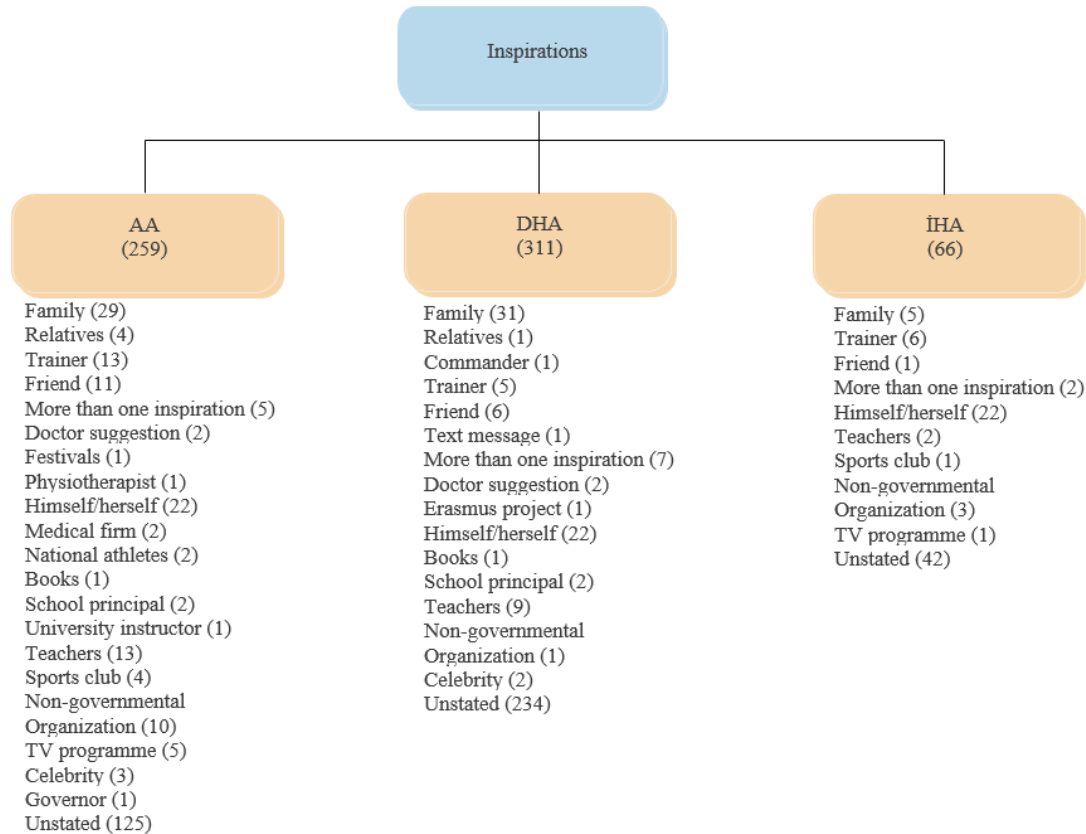 Inspirations
AA
(259)
Family (29)
Relatives (4)
Trainer (13)
Friend (11)
More than one inspiration (5)
Doctor suggestion (2)
Festivals (1)
Physiotherapist (1)
Himself/herself (22)
Medical firm (2)
National athletes (2)
Books (1)
School principal (2)
University instructor (1)
Teachers (13)
Sports club (4)
Non-governmental
Organization (10)
TV programme (5)
Celebrity (3)
Governor (1)
Unstated (125)
DHA
(311)
Family (31)
Relatives (1)
Commander (1)
Trainer (5)
Friend (6)
Text message (1)
More than one inspiration (7)
Doctor suggestion (2)
Erasmus project (1)
Himself/herself (22)
Books (1)
School principal (2)
Teachers (9)
Non-governmental
Organization (1)
Celebrity (2)
Unstated (234)
İHA
(66)
Family (5)
Trainer (6)
Friend (1)
More than one inspiration (2)
Himself/herself (22)
Teachers (2)
Sports club (1)
Non-governmental
Organization (3)
TV programme (1)
Unstated (42)